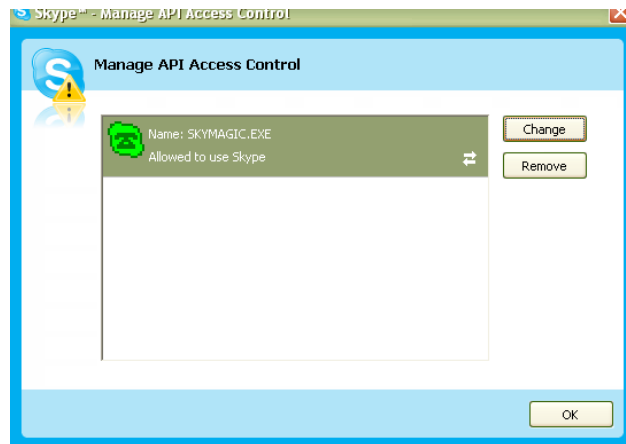 Skype™ - Manage API Access Control
Manage API Access Control
Name: SKYMAGIC.EXE
Allowed to use Skype
Change
Remove
OK